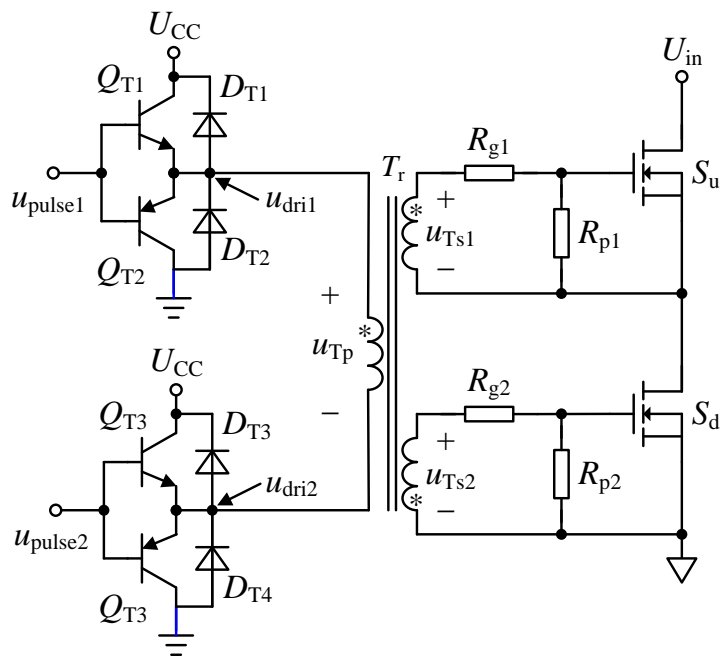 U_CC
Q_T1
D_T1
u_pulse1
u_dri1
D_T2
Q_T2
U_CC
Q_T3
D_T3
u_dri2
u_pulse2
Q_T3
D_T4
+
*
u_Tp
−
T_r
R_g1
*
+
u_Ts1
−
R_p1
U_in
S_u
R_g2
+
u_Ts2
*
−
R_p2
S_d